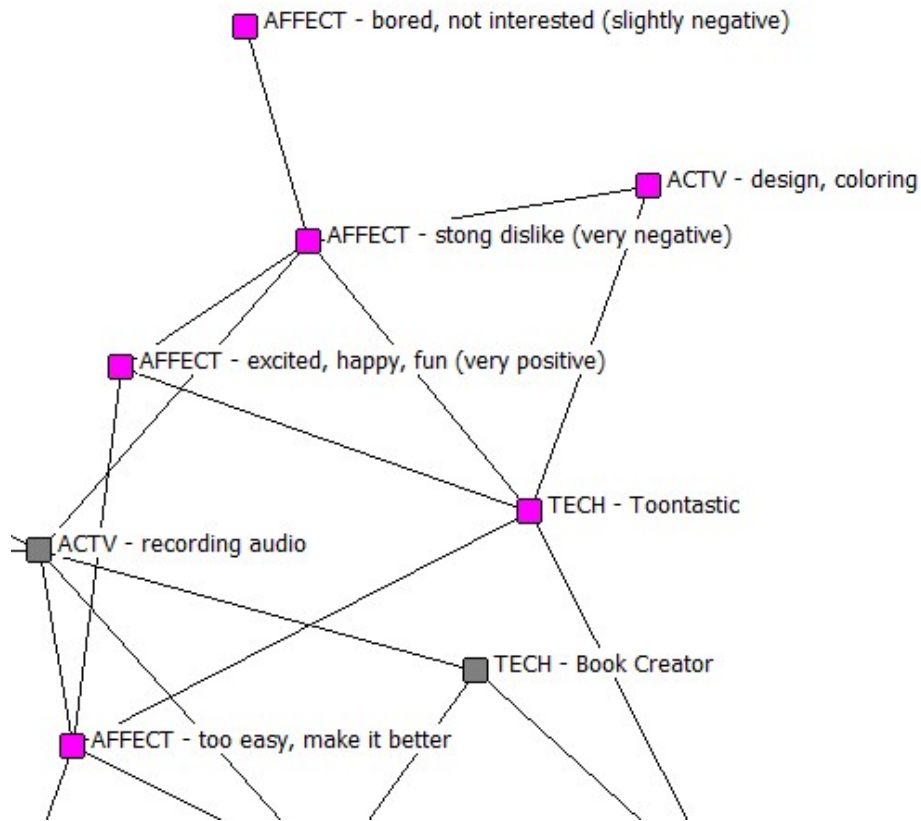 AFFECT - bored, not interested (slightly negative)
ACTV - design, coloring
AFFECT - stong dislike (very negative)
AFFECT - excited, happy, fun (very positive)
TECH - Toontastic
ACTV - recording audio
TECH - Book Creator
AFFECT - too easy, make it better